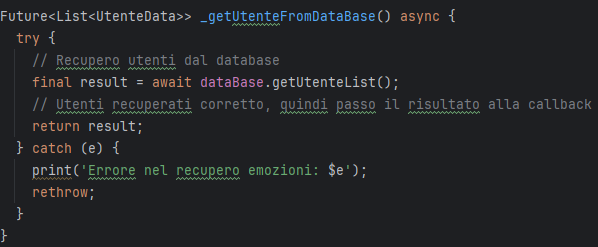 Future<List<UtenteData>> _getUtenteFromDataBase() async {
  try {
    // Recupero utenti dal database
    final result = await dataBase.getUtenteList();
    // Utenti recuperati corretto, quindi passo il risultato alla callback
    return result;
  } catch (e) {
    print('Errore nel recupero emozioni: $e');
    rethrow;
  }
}